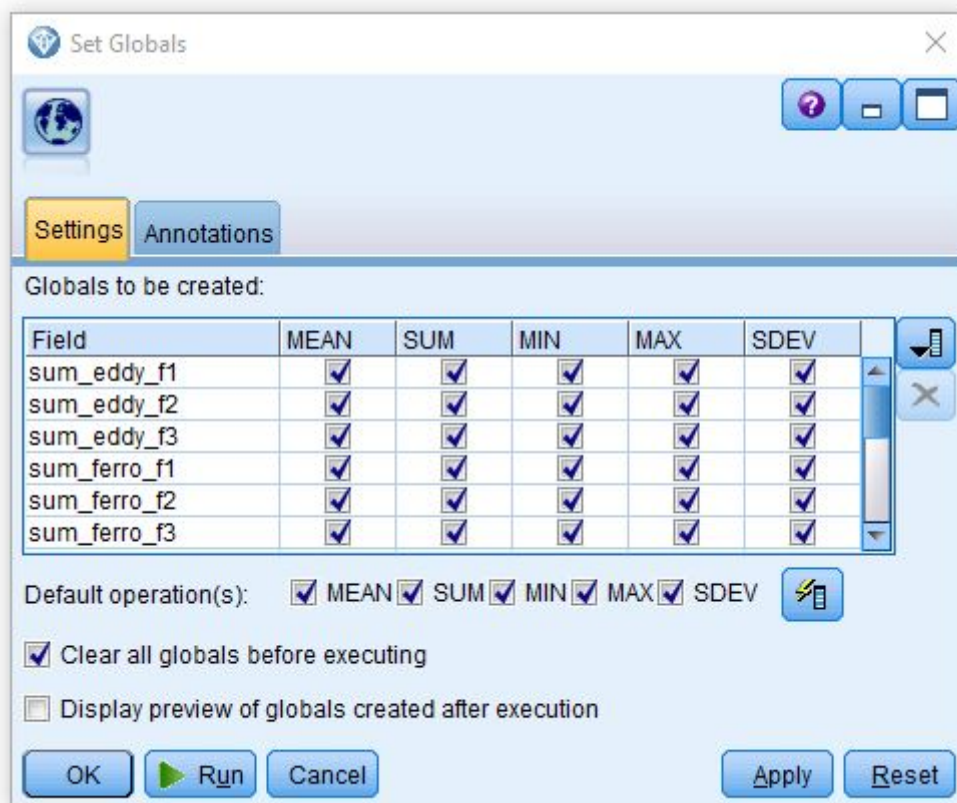 Set Globals
Settings Annotations
Globals to be created:
Field MEAN SUM MIN MAX SDEV
sum_eddy_f1
sum_eddy_f2
sum_eddy_f3
sum_ferro_f1
sum_ferro_f2
sum_ferro_f3
Default operation(s): MEAN SUM MIN MAX SDEV
Clear all globals before executing
Display preview of globals created after execution
OK Run Cancel Apply Reset